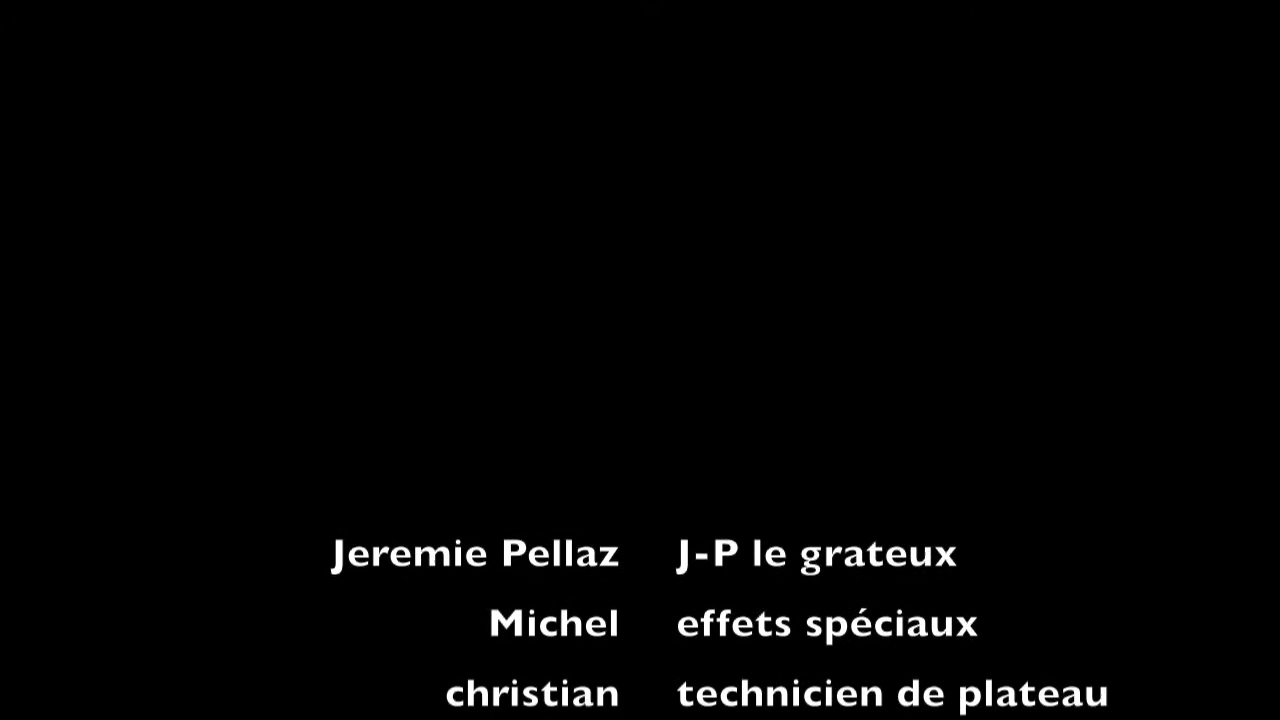 Jeremie Pellaz J-P le grateux
Michel effets spéciaux
christian technicien de plateau